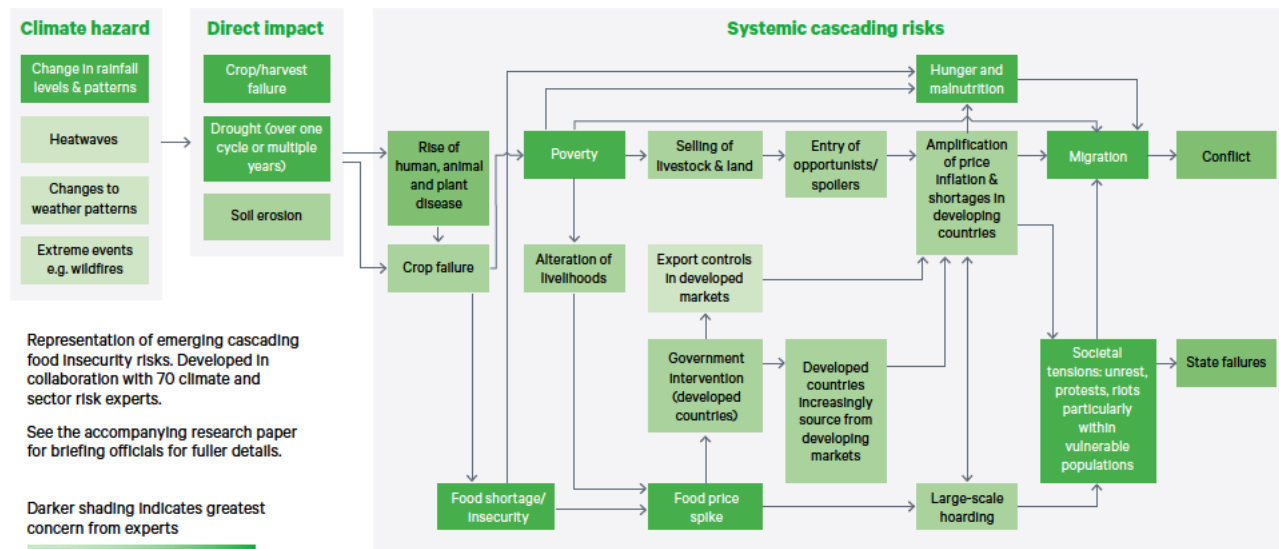 Climate hazard
Change in rainfall
levels & patterns
Heatwaves
Changes to
weather patterns
Extreme events
e.g. wildfires
Direct impact
Crop/harvest
failure
Drought (over one
cycle or multiple
years)
Soil erosion
Systemic cascading risks
Rise of
human, animal
and plant
disease
Crop failure
Poverty
Alteration of
livelihoods
Selling of
livestock & land
Entry of
opportunists/
spoilers
Hunger and
malnutrition
Amplification
of price
inflation &
shortages in
developing
countries
Migration
Conflict
Export controls
in developed
markets
Government
intervention
(developed
countries)
Developed
countries
increasingly
source from
developing
markets
Societal
tensions: unrest,
protests, riots
particularly
within
vulnerable
populations
State failures
Food shortage/
insecurity
Food price
spike
Large-scale
hoarding
Representation of emerging cascading
food insecurity risks. Developed in
collaboration with 70 climate and
sector risk experts.
See the accompanying research paper
for briefing officials for fuller details.
Darker shading indicates greatest
concern from experts